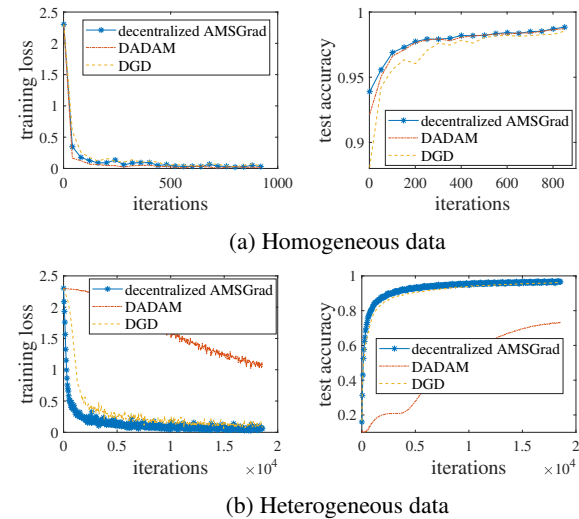 2.5
2
1.5
1
0.5
0
training loss
decentralized AMSGrad
DADAM
DGD
0 500 1000
iterations
0.95
0.9
test accuracy
decentralized AMSGrad
DADAM
DGD
0 200 400 600 800
iterations
(a) Homogeneous data
2.5
2
1.5
1
0.5
0
training loss
decentralized AMSGrad
DADAM
DGD
0 0.5 1 1.5 2
iterations ×10^4
1
0.8
0.6
0.4
0.2
test accuracy
decentralized AMSGrad
DADAM
DGD
0 0.5 1 1.5 2
iterations ×10^4
(b) Heterogeneous data